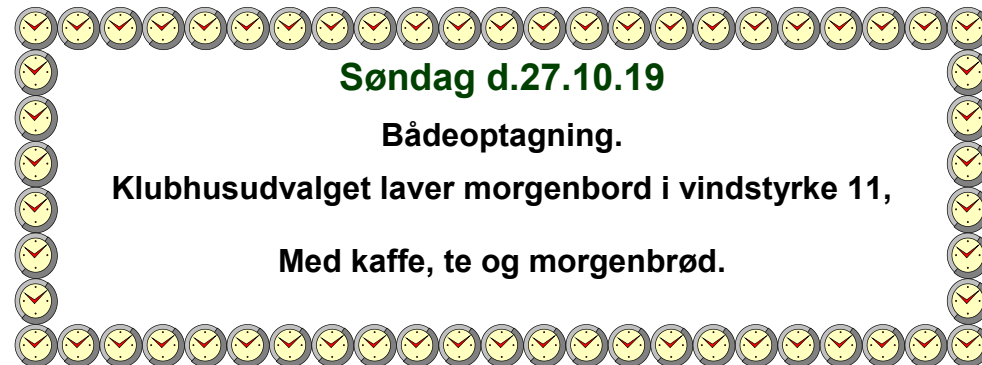 Søndag d.27.10.19
Bådeoptagning.
Klubhusudvalget laver morgenbord i vindstyrke 11,
Med kaffe, te og morgenbrød.